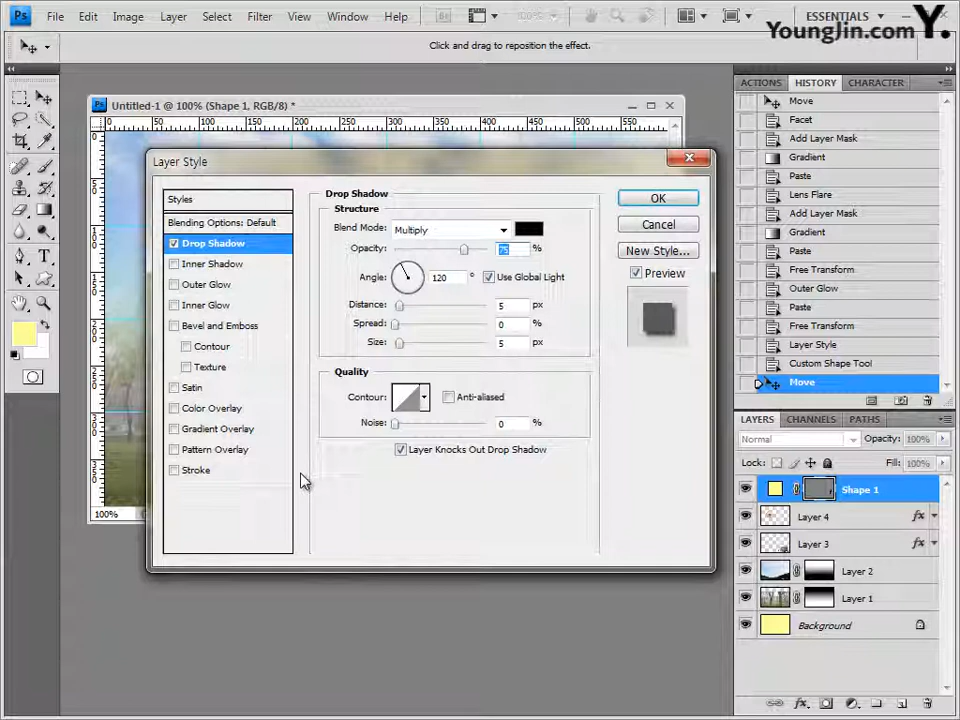 Ps File Edit Image Layer Select Filter View Window Help Br 100% ESSENTIALS
YoungJin.com Y.
Click and drag to reposition the effect.
Ps Untitled-1 @ 100% (Shape 1, RGB/8) *
0 50 100 150 200 250 300 350 400 450 500 550
Layer Style
Styles
Blending Options: Default
Drop Shadow
Inner Shadow
Outer Glow
Inner Glow
Bevel and Emboss
Contour
Texture
Satin
Color Overlay
Gradient Overlay
Pattern Overlay
Stroke
Drop Shadow
Structure
Blend Mode: Multiply
Opacity: 75 %
Angle: 120 ° Use Global Light
Distance: 5 px
Spread: 0 %
Size: 5 px
Quality
Contour: Anti-aliased
Noise: 0 %
Layer Knocks Out Drop Shadow
OK
Cancel
New Style...
Preview
100%
ACTIONS HISTORY CHARACTER
Move
Facet
Add Layer Mask
Gradient
Paste
Lens Flare
Add Layer Mask
Gradient
Paste
Free Transform
Outer Glow
Paste
Free Transform
Layer Style
Custom Shape Tool
Move
LAYERS CHANNELS PATHS
Normal Opacity: 100%
Lock: Fill: 100%
Shape 1
Layer 4 fx
Layer 3 fx
Layer 2
Layer 1
Background